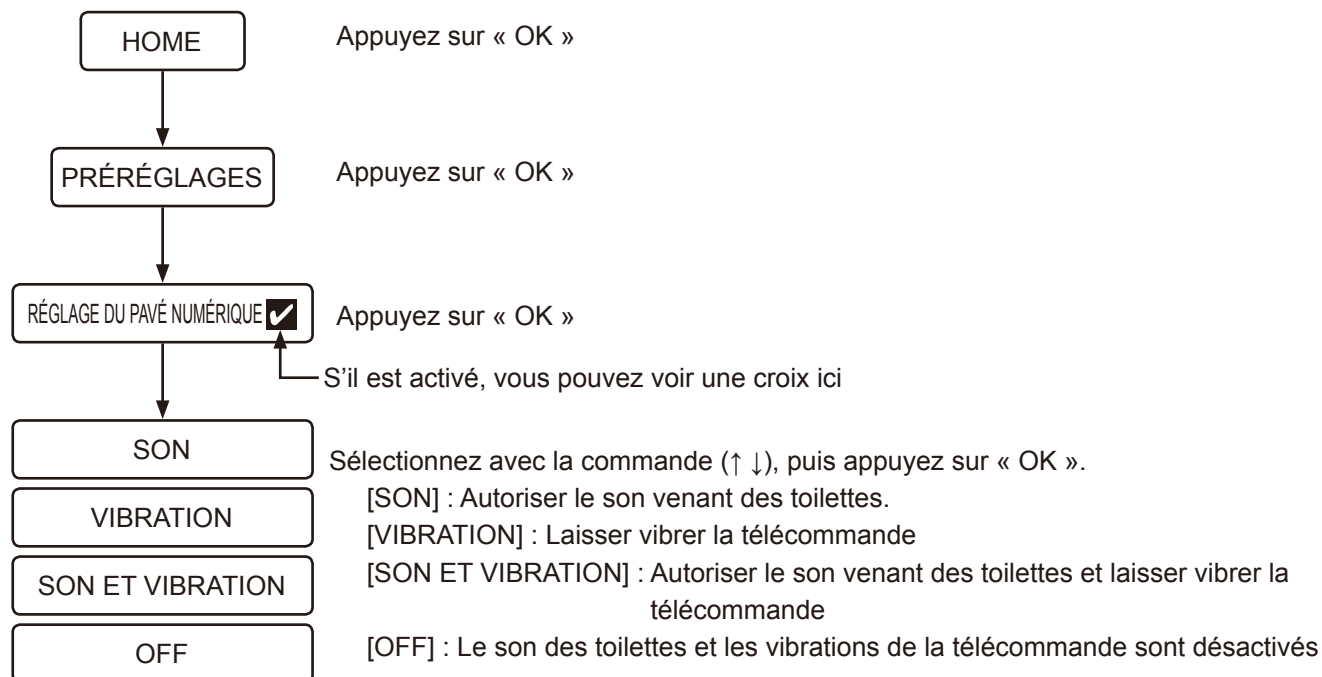 HOME
Appuyez sur « OK »
PRÉRÉGLAGES
Appuyez sur « OK »
RÉGLAGE DU PAVÉ NUMÉRIQUE ✔
Appuyez sur « OK »
S’il est activé, vous pouvez voir une croix ici
SON
Sélectionnez avec la commande (↑ ↓), puis appuyez sur « OK ».
[SON] : Autoriser le son venant des toilettes.
VIBRATION
[VIBRATION] : Laisser vibrer la télécommande
SON ET VIBRATION
[SON ET VIBRATION] : Autoriser le son venant des toilettes et laisser vibrer la
télécommande
OFF
[OFF] : Le son des toilettes et les vibrations de la télécommande sont désactivés